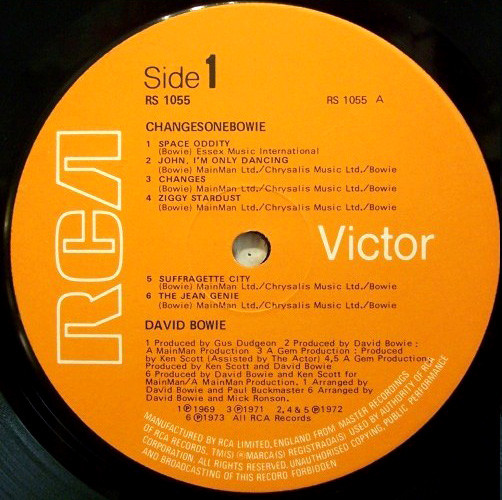 Side 1
RS 1055
RS 1055 A
RCA
CHANGESONEBOWIE
1 SPACE ODDITY
(Bowie) Essex Music International
2 JOHN, I'M ONLY DANCING
(Bowie) MainMan Ltd./Chrysalis Music Ltd./Bowie
3 CHANGES
(Bowie) MainMan Ltd./Chrysalis Music Ltd./Bowie
4 ZIGGY STARDUST
(Bowie) MainMan Ltd./Chrysalis Music Ltd./Bowie
Victor
5 SUFFRAGETTE CITY
(Bowie) MainMan Ltd./Chrysalis Music Ltd./Bowie
6 THE JEAN GENIE
(Bowie) MainMan Ltd./Chrysalis Music Ltd./Bowie
DAVID BOWIE
1 Produced by Gus Dudgeon 2 Produced by David Bowie ;
A MainMan Production 3 A Gem Production : Produced
by Ken Scott (Assisted by The Actor) 4,5 A Gem Production:
Produced by Ken Scott and David Bowie
6 Produced by David Bowie and Ken Scott for
MainMan/A MainMan Production. 1 Arranged by
David Bowie and Paul Buckmaster 6 Arranged by
David Bowie and Mick Ronson.
1 Ⓟ 1969 3 Ⓟ 1971 2, 4 & 5 Ⓟ 1972
6 Ⓟ 1973 All RCA Records
MANUFACTURED BY RCA LIMITED, ENGLAND FROM MASTER RECORDINGS
OF RCA RECORDS, TM(S) ® MARCA(S) REGISTRADA(S) USED BY AUTHORITY OF RCA
CORPORATION. ALL RIGHTS RESERVED. UNAUTHORISED COPYING, PUBLIC PERFORMANCE
AND BROADCASTING OF THIS RECORD FORBIDDEN